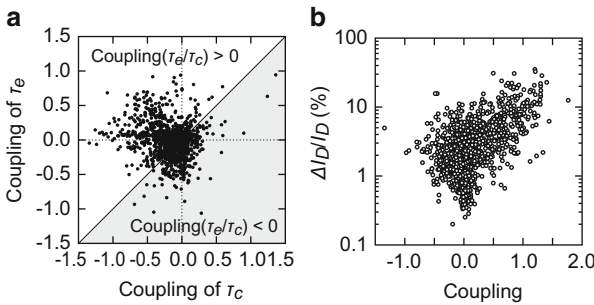 a
1.5
1.0
0.5
0.0
-0.5
-1.0
-1.5
Coupling of τe
Coupling(τe/τc) > 0
Coupling(τe/τc) < 0
-1.5
-1.0
-0.5
0.0
0.5
1.01.5
Coupling of τc
b
100
10
1
0.1
ΔID/ID (%)
-1.0
0.0
1.0
2.0
Coupling